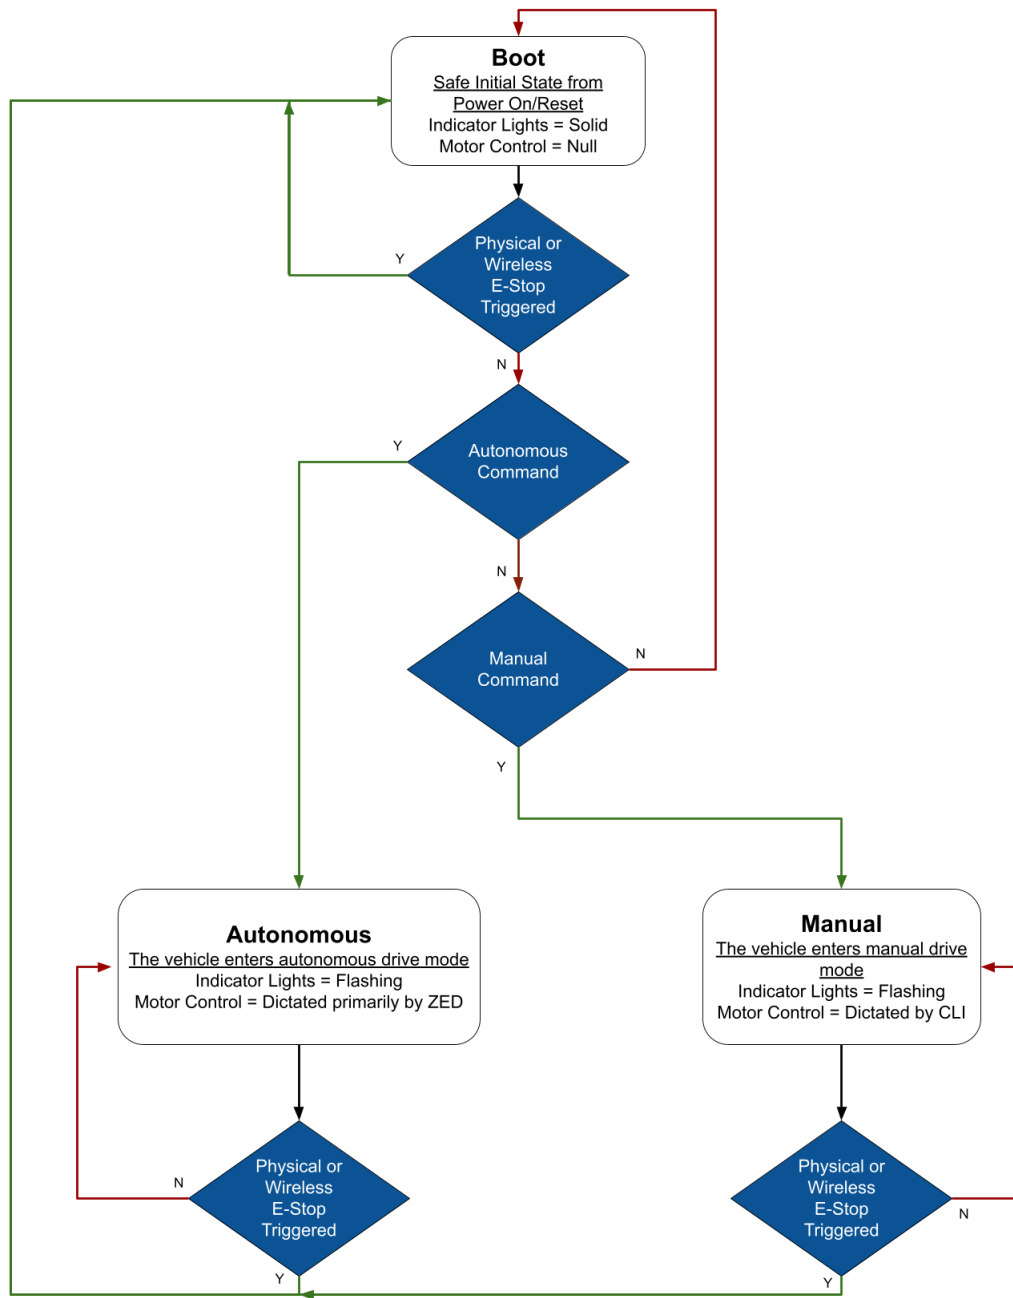 Boot
Safe Initial State from
Power On/Reset
Indicator Lights = Solid
Motor Control = Null
Physical or
Wireless
E-Stop
Triggered
Y
N
Autonomous
Command
Y
N
Manual
Command
N
Y
Autonomous
The vehicle enters autonomous drive mode
Indicator Lights = Flashing
Motor Control = Dictated primarily by ZED
Manual
The vehicle enters manual drive
mode
Indicator Lights = Flashing
Motor Control = Dictated by CLI
Physical or
Wireless
E-Stop
Triggered
N
Y
Physical or
Wireless
E-Stop
Triggered
N
Y